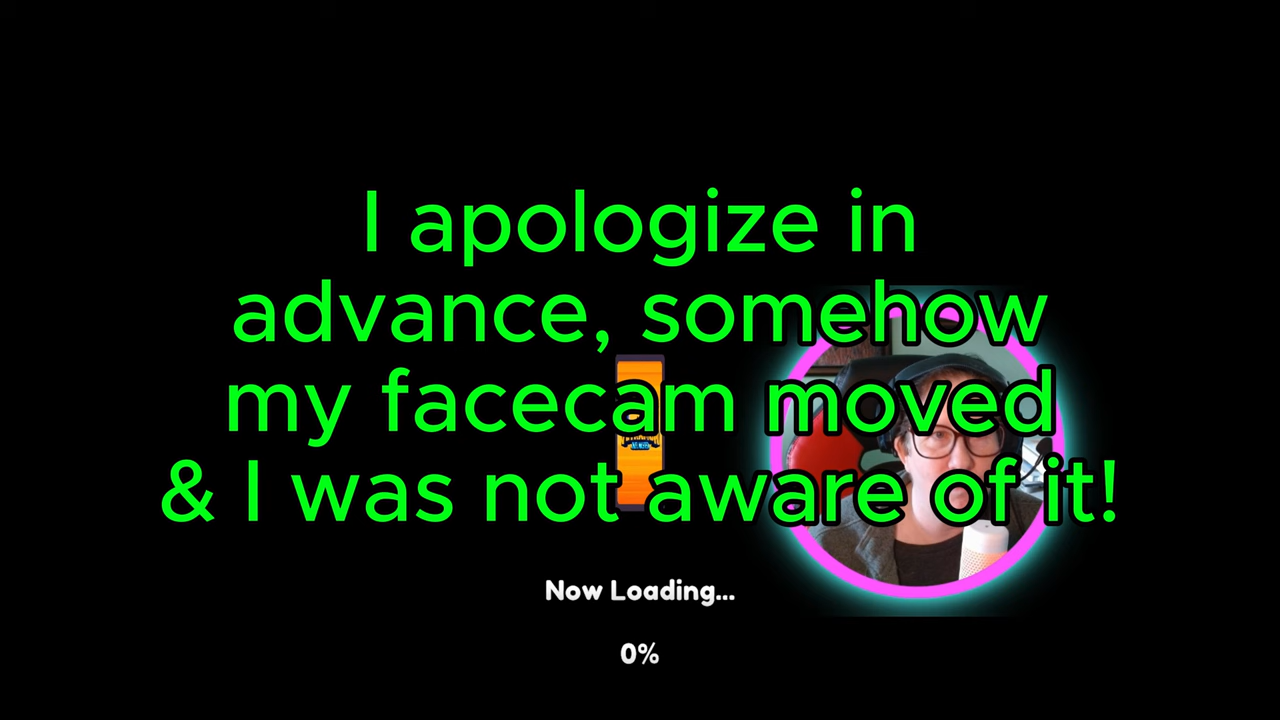 I apologize in
advance, somehow
my facecam moved
& I was not aware of it!
Now Loading...
0%